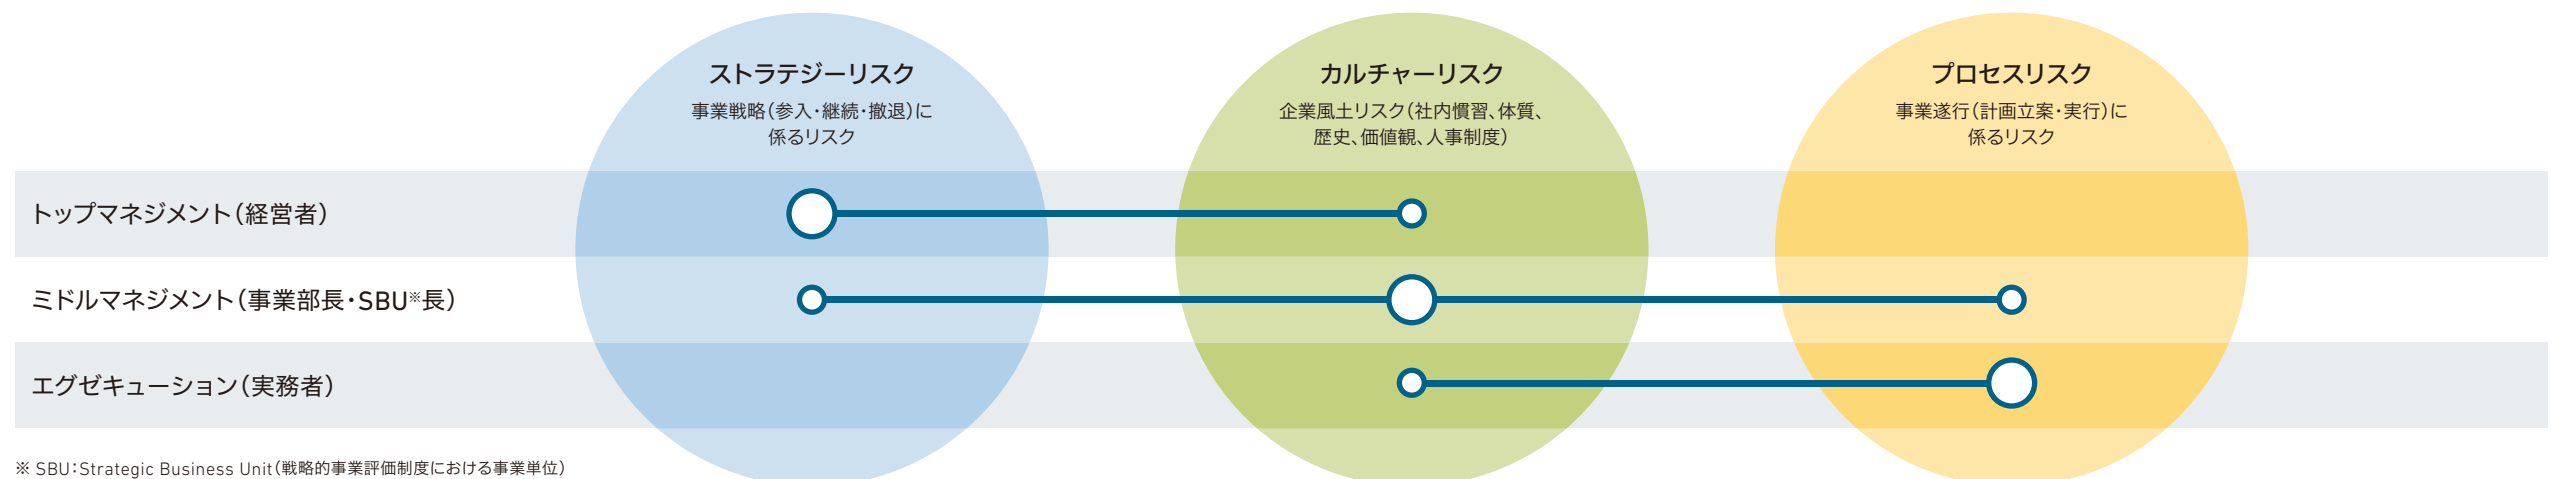 ストラテジーリスク
事業戦略(参入・継続・撤退)に
係るリスク
カルチャーリスク
企業風土リスク(社内慣習、体質、
歴史、価値観、人事制度)
プロセスリスク
事業遂行(計画立案・実行)に
係るリスク
トップマネジメント(経営者)
ミドルマネジメント(事業部長・SBU※長)
エグゼキューション(実務者)
※ SBU:Strategic Business Unit(戦略的事業評価制度における事業単位)